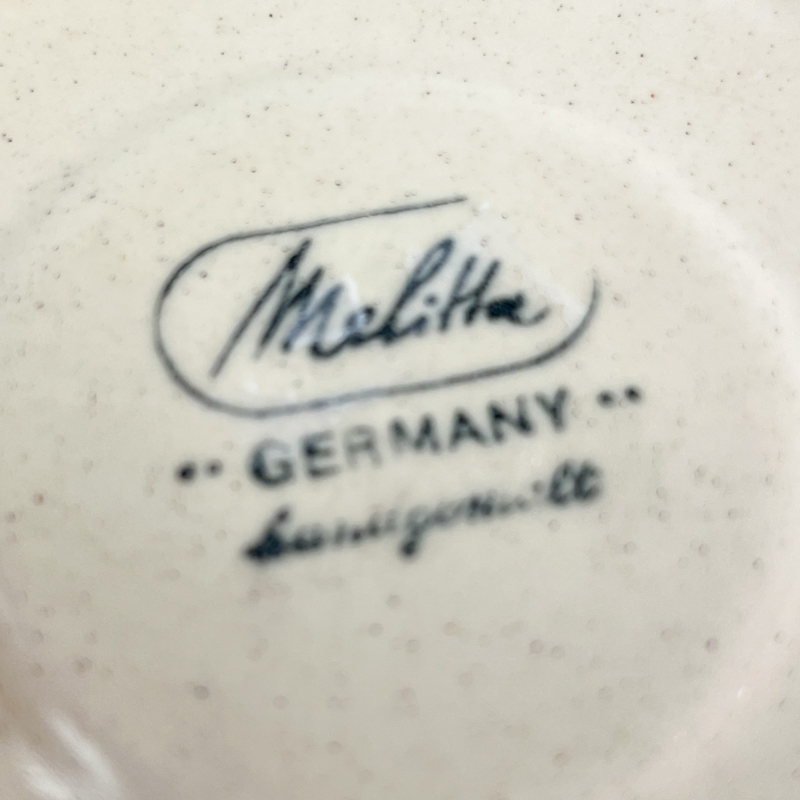 Melitta
•• GERMANY ••
handgemalt